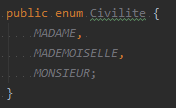 public enum Civilite {
MADAME,
MADEMOISELLE,
MONSIEUR;
}